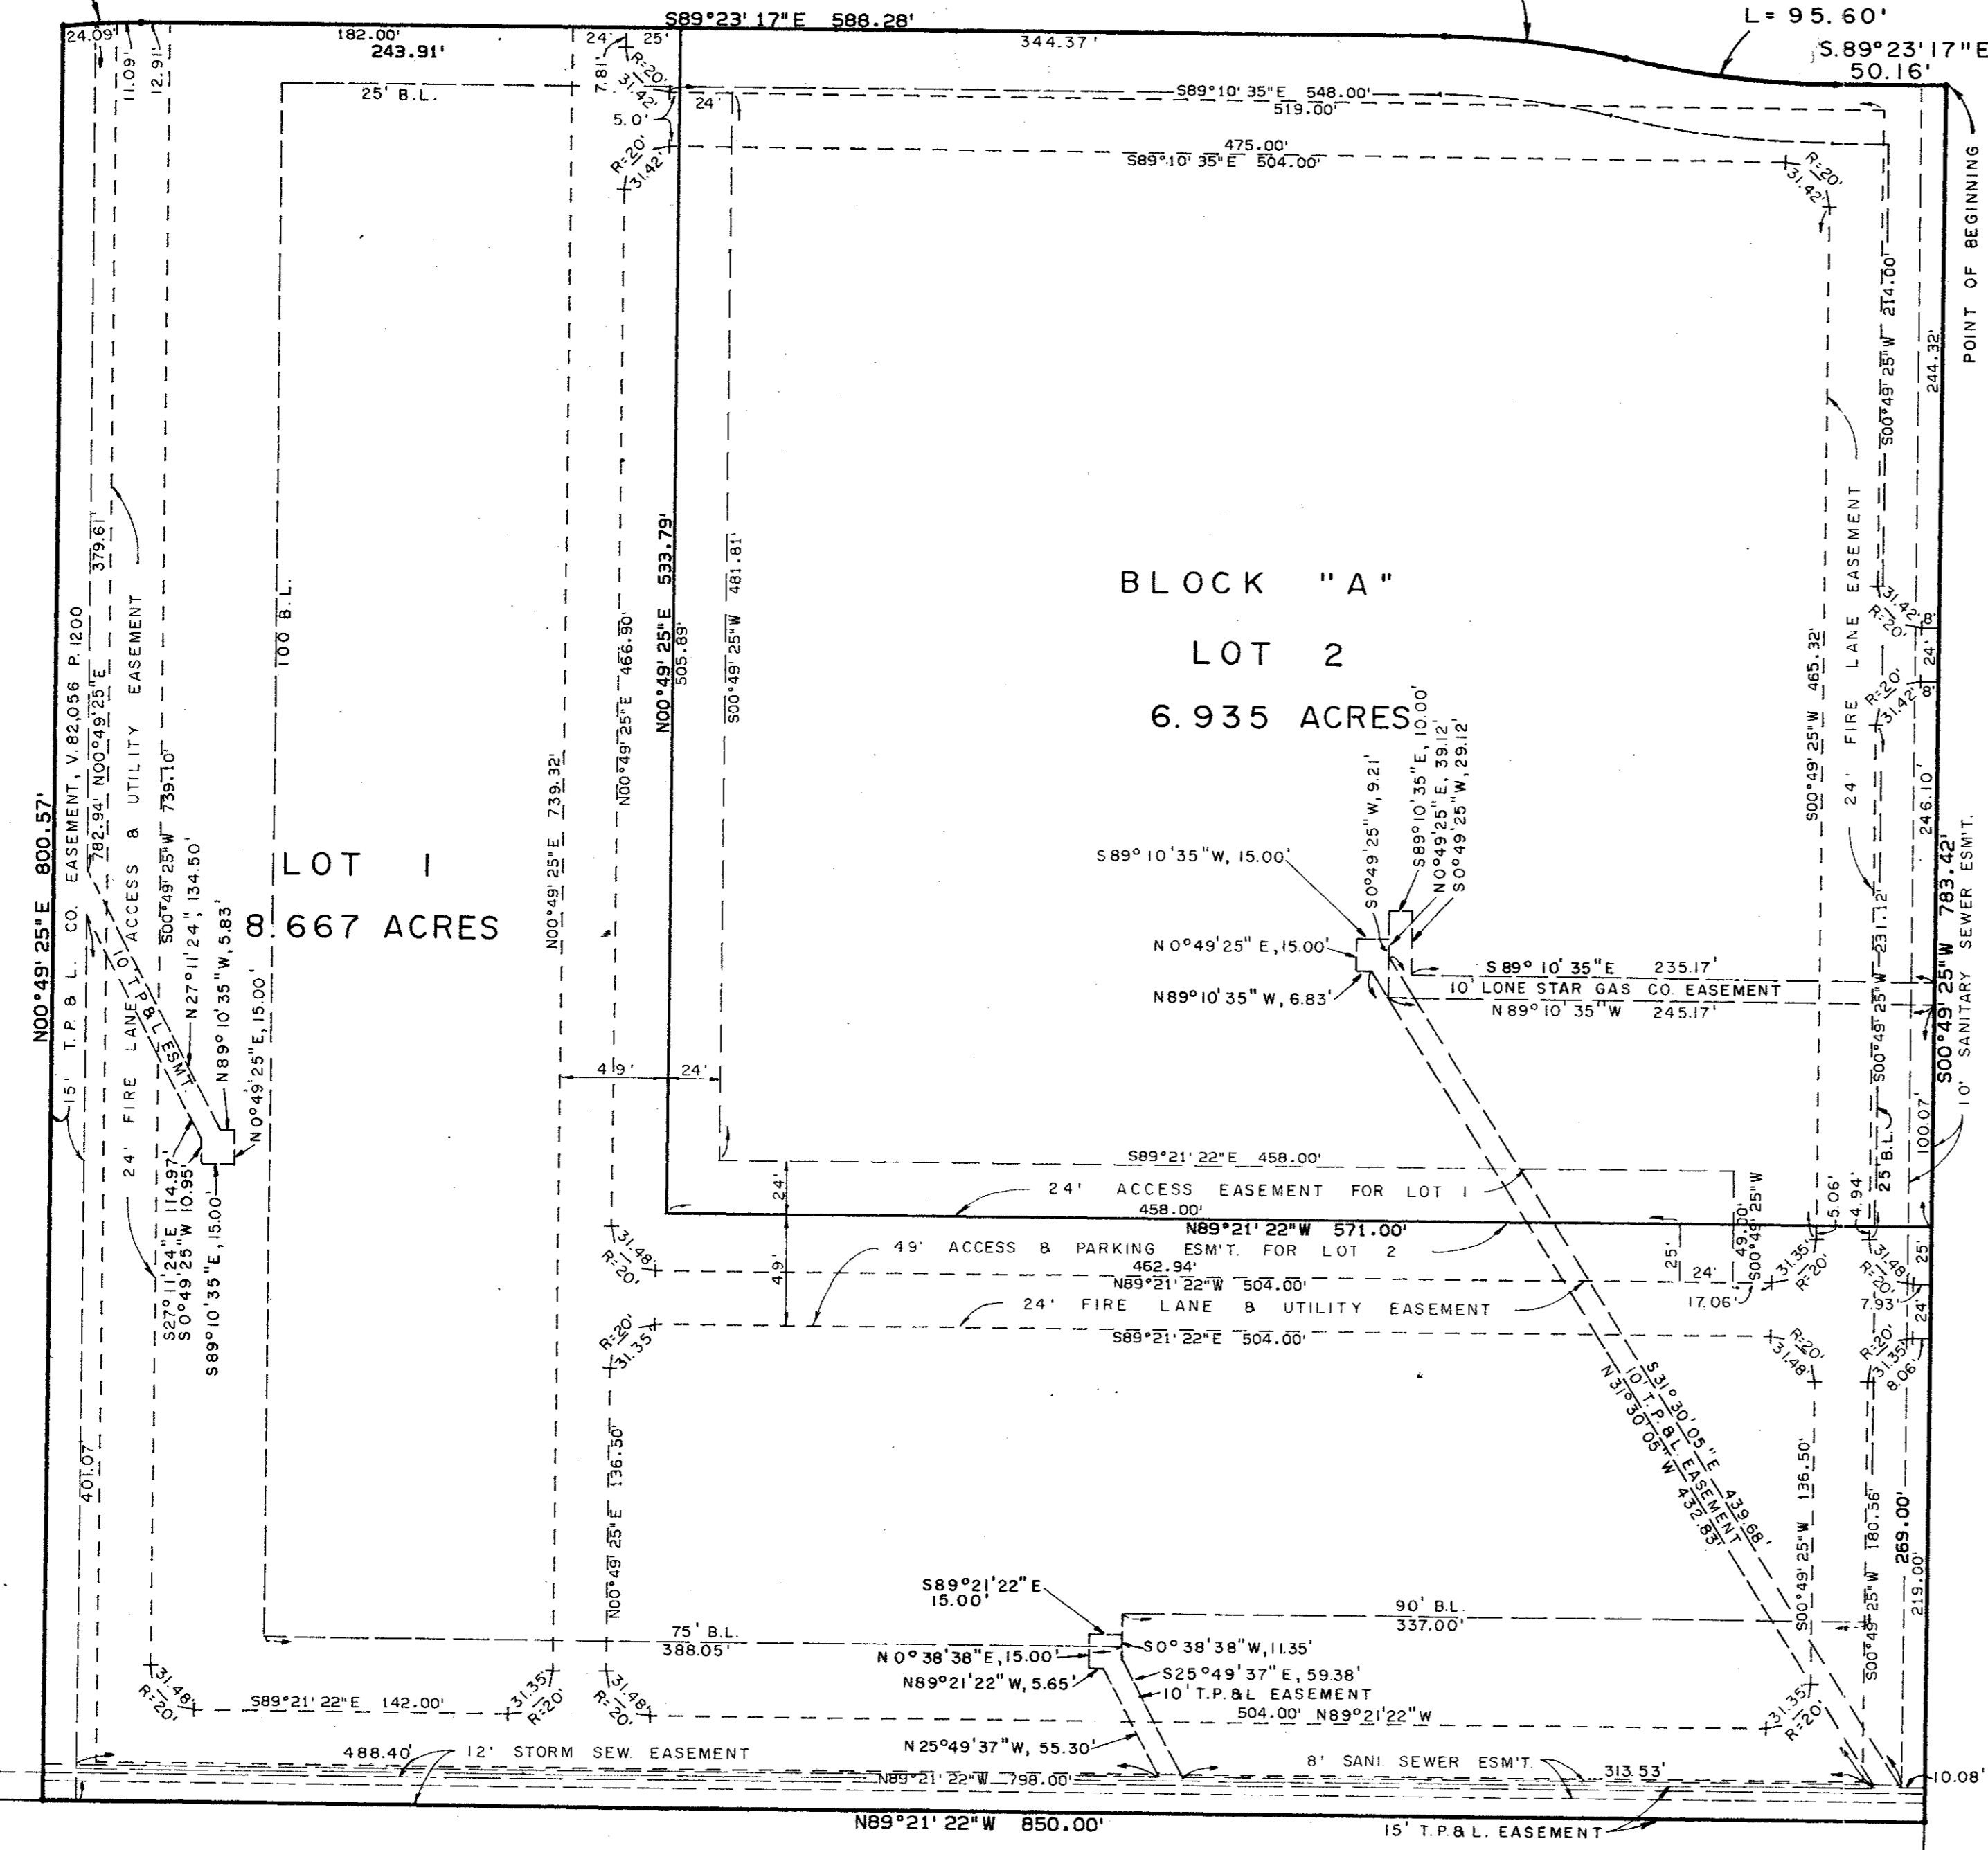 S89°23'17"E 588.28'
L= 95.60'
S.89°23'17"E
50.16'
24.09'
182.00'
243.91'
24'
25'
344.37'
11.09'
12.91'
7.81'
R=20'
31.42'
5.0'
24'
25' B.L.
S89°10'35"E 548.00'
519.00'
475.00'
S89°10'35"E 504.00'
R=20'
31.42'
R=20'
31.42'
POINT OF BEGINNING
244.32'
S00°49'25"W 214.00'
100 B.L.
379.61'
782.94' N00°49'25"E
15' T.P. & L. CO. EASEMENT, V.82,056 P. 1200
N00°49'25"E 800.57'
24' FIRE LANE ACCESS & UTILITY EASEMENT
S00°49'25"W 739.10'
N00°49'25"E 739.32'
N00°49'25"E 466.90'
N00°49'25"E 533.79'
505.89'
S00°49'25"W 481.81'
BLOCK "A"
LOT 2
6.935 ACRES
LOT 1
8.667 ACRES
S00°49'25"W 465.32'
24' FIRE LANE EASEMENT
31.42'
R=20'
8'
24'
R=20'
31.42'
8'
246.10'
S00°49'25"W 231.12'
S00°49'25"W 783.42'
10' SANITARY SEWER ESM'T.
10' T.P.&L ESMT.
N27°11'24", 134.50'
N89°10'35"W, 5.83'
N0°49'25"E, 15.00'
S27°11'24"E 114.97'
S0°49'25"W 10.95'
S89°10'35"E, 15.00'
S89°10'35"W, 15.00'
S0°49'25"W, 9.21'
S89°10'35"E, 10.00'
N0°49'25"E, 39.12'
S0°49'25"W, 29.12'
N0°49'25"E, 15.00'
N89°10'35"W, 6.83'
S89°10'35"E 235.17'
10' LONE STAR GAS CO. EASEMENT
N89°10'35"W 245.17'
49'
24'
S89°21'22"E 458.00'
24'
24' ACCESS EASEMENT FOR LOT 1
458.00'
N89°21'22"W 571.00'
49' ACCESS & PARKING ESM'T. FOR LOT 2
49'
462.94'
N89°21'22"W 504.00'
24' FIRE LANE & UTILITY EASEMENT
S89°21'22"E 504.00'
31.48'
R=20'
R=20'
31.35'
25'
24'
49.00'
S00°49'25"W
17.06'
5.06'
4.94'
25' B.L.
100.07'
31.35'
R=20'
31.48'
R=20'
25'
7.93'
24'
R=20'
31.48'
R=20'
31.35'
8.06'
S31°30'05"E 439.68'
10' T.P.&L. EASEMENT
N31°30'05"W 432.83'
401.07'
N00°49'25"E 136.50'
S00°49'25"W 136.50'
S00°49'25"W 180.56'
269.00'
219.00'
S89°21'22"E
15.00'
90' B.L.
337.00'
75' B.L.
388.05'
N0°38'38"E, 15.00'
S0°38'38"W, 11.35'
N89°21'22"W, 5.65'
S25°49'37"E, 59.38'
10' T.P.&L EASEMENT
31.48'
R=20'
S89°21'22"E 142.00'
31.35'
R=20'
31.48'
R=20'
504.00' N89°21'22"W
31.35'
R=20'
N25°49'37"W, 55.30'
488.40'
12' STORM SEW. EASEMENT
8' SANI. SEWER ESM'T.
313.53'
N89°21'22"W 798.00'
10.08'
N89°21'22"W 850.00'
15' T.P.&L. EASEMENT